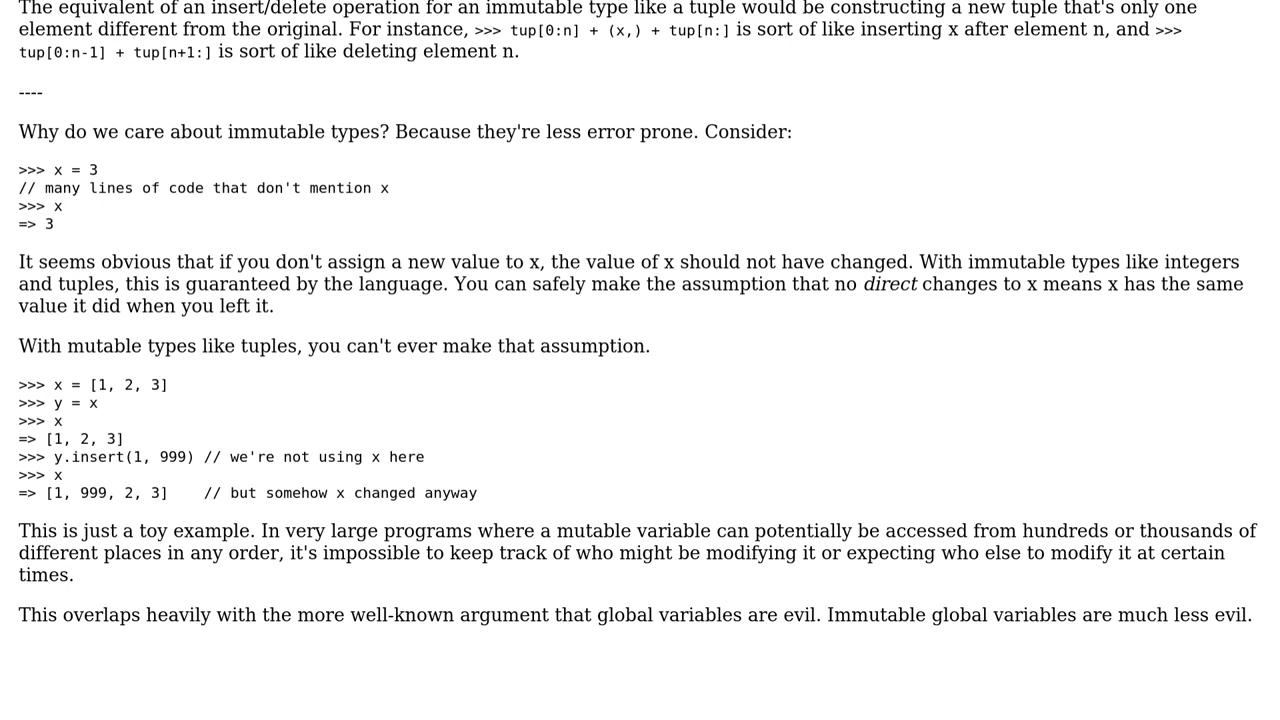 The equivalent of an insert/delete operation for an immutable type like a tuple would be constructing a new tuple that's only one
element different from the original. For instance, >>> tup[0:n] + (x,) + tup[n:] is sort of like inserting x after element n, and >>>
tup[0:n-1] + tup[n+1:] is sort of like deleting element n.
----
Why do we care about immutable types? Because they're less error prone. Consider:
>>> x = 3
// many lines of code that don't mention x
>>> x
=> 3
It seems obvious that if you don't assign a new value to x, the value of x should not have changed. With immutable types like integers
and tuples, this is guaranteed by the language. You can safely make the assumption that no direct changes to x means x has the same
value it did when you left it.
With mutable types like tuples, you can't ever make that assumption.
>>> x = [1, 2, 3]
>>> y = x
>>> x
=> [1, 2, 3]
>>> y.insert(1, 999) // we're not using x here
>>> x
=> [1, 999, 2, 3]    // but somehow x changed anyway
This is just a toy example. In very large programs where a mutable variable can potentially be accessed from hundreds or thousands of
different places in any order, it's impossible to keep track of who might be modifying it or expecting who else to modify it at certain
times.
This overlaps heavily with the more well-known argument that global variables are evil. Immutable global variables are much less evil.